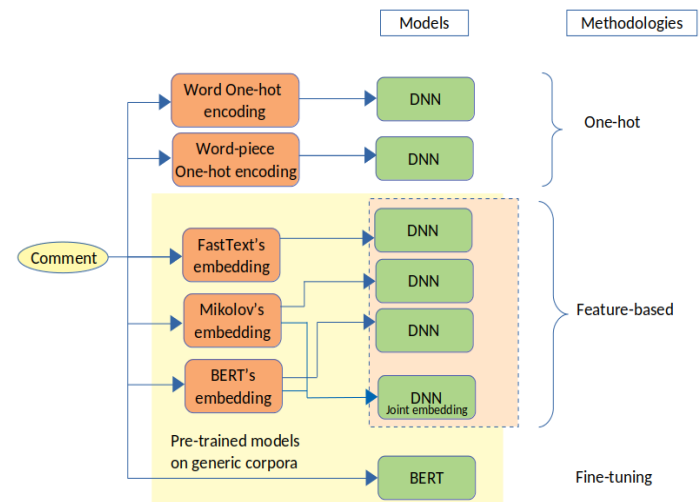 Models
Methodologies
Word One-hot
encoding
DNN
Word-piece
One-hot encoding
DNN
One-hot
Comment
FastText's
embedding
DNN
Mikolov's
embedding
DNN
DNN
BERT's
embedding
DNN
Joint embedding
Feature-based
Pre-trained models
on generic corpora
BERT
Fine-tuning